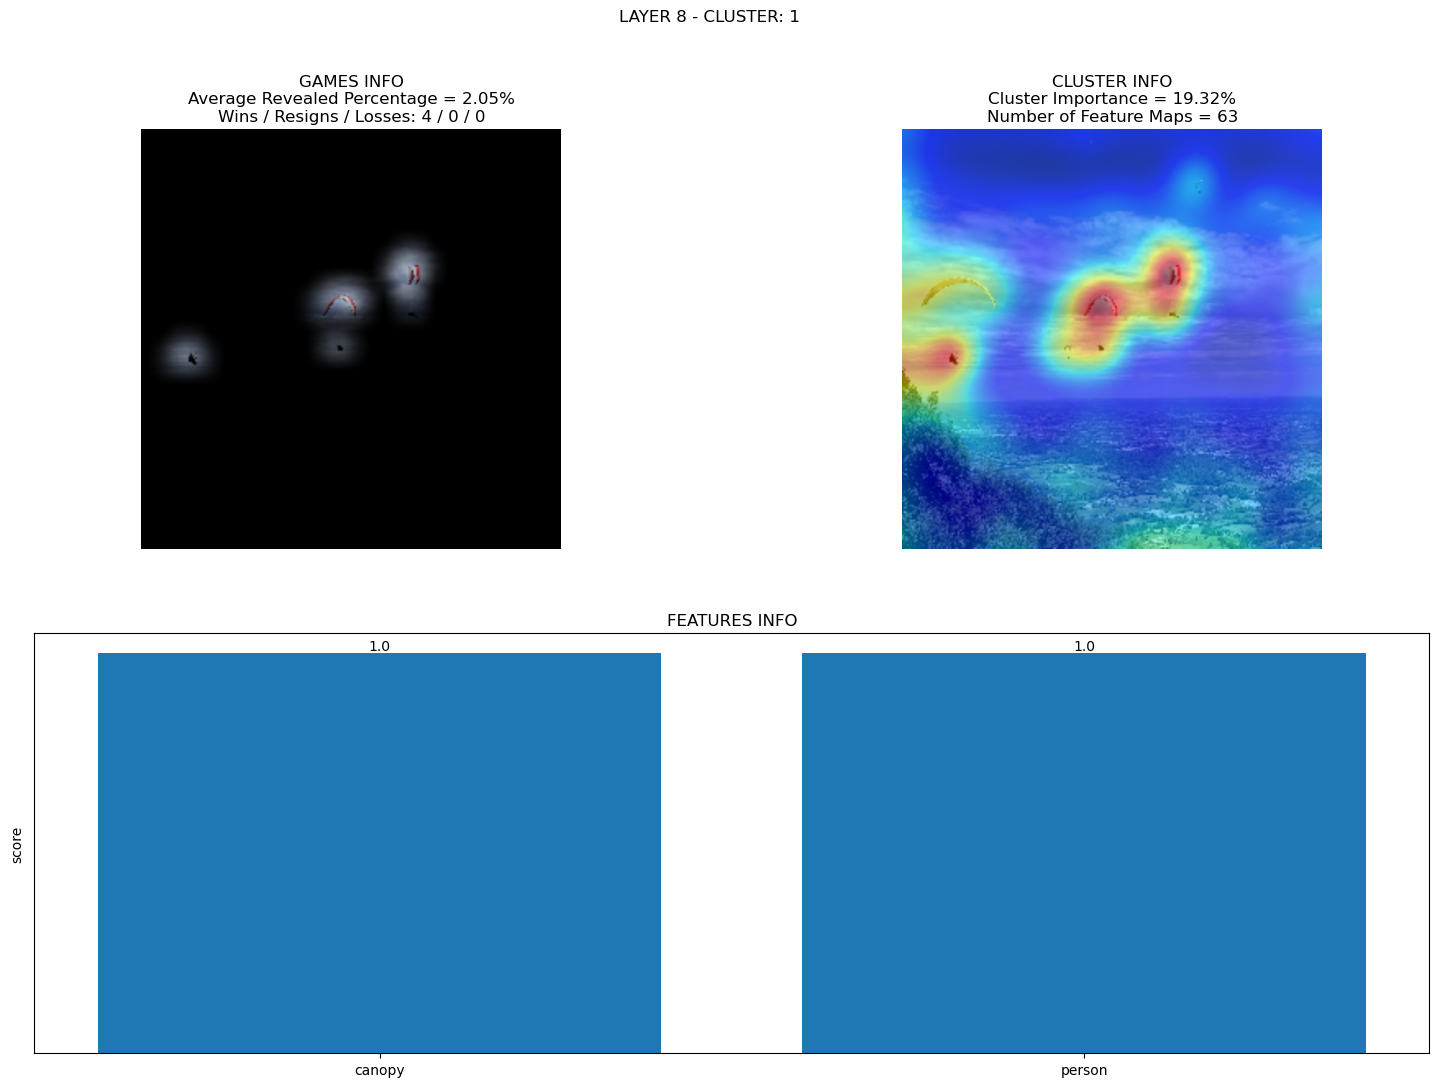 LAYER 8 - CLUSTER: 1
GAMES INFO
Average Revealed Percentage = 2.05%
Wins / Resigns / Losses: 4 / 0 / 0
CLUSTER INFO
Cluster Importance = 19.32%
Number of Feature Maps = 63
FEATURES INFO
1.0
1.0
score
canopy
person